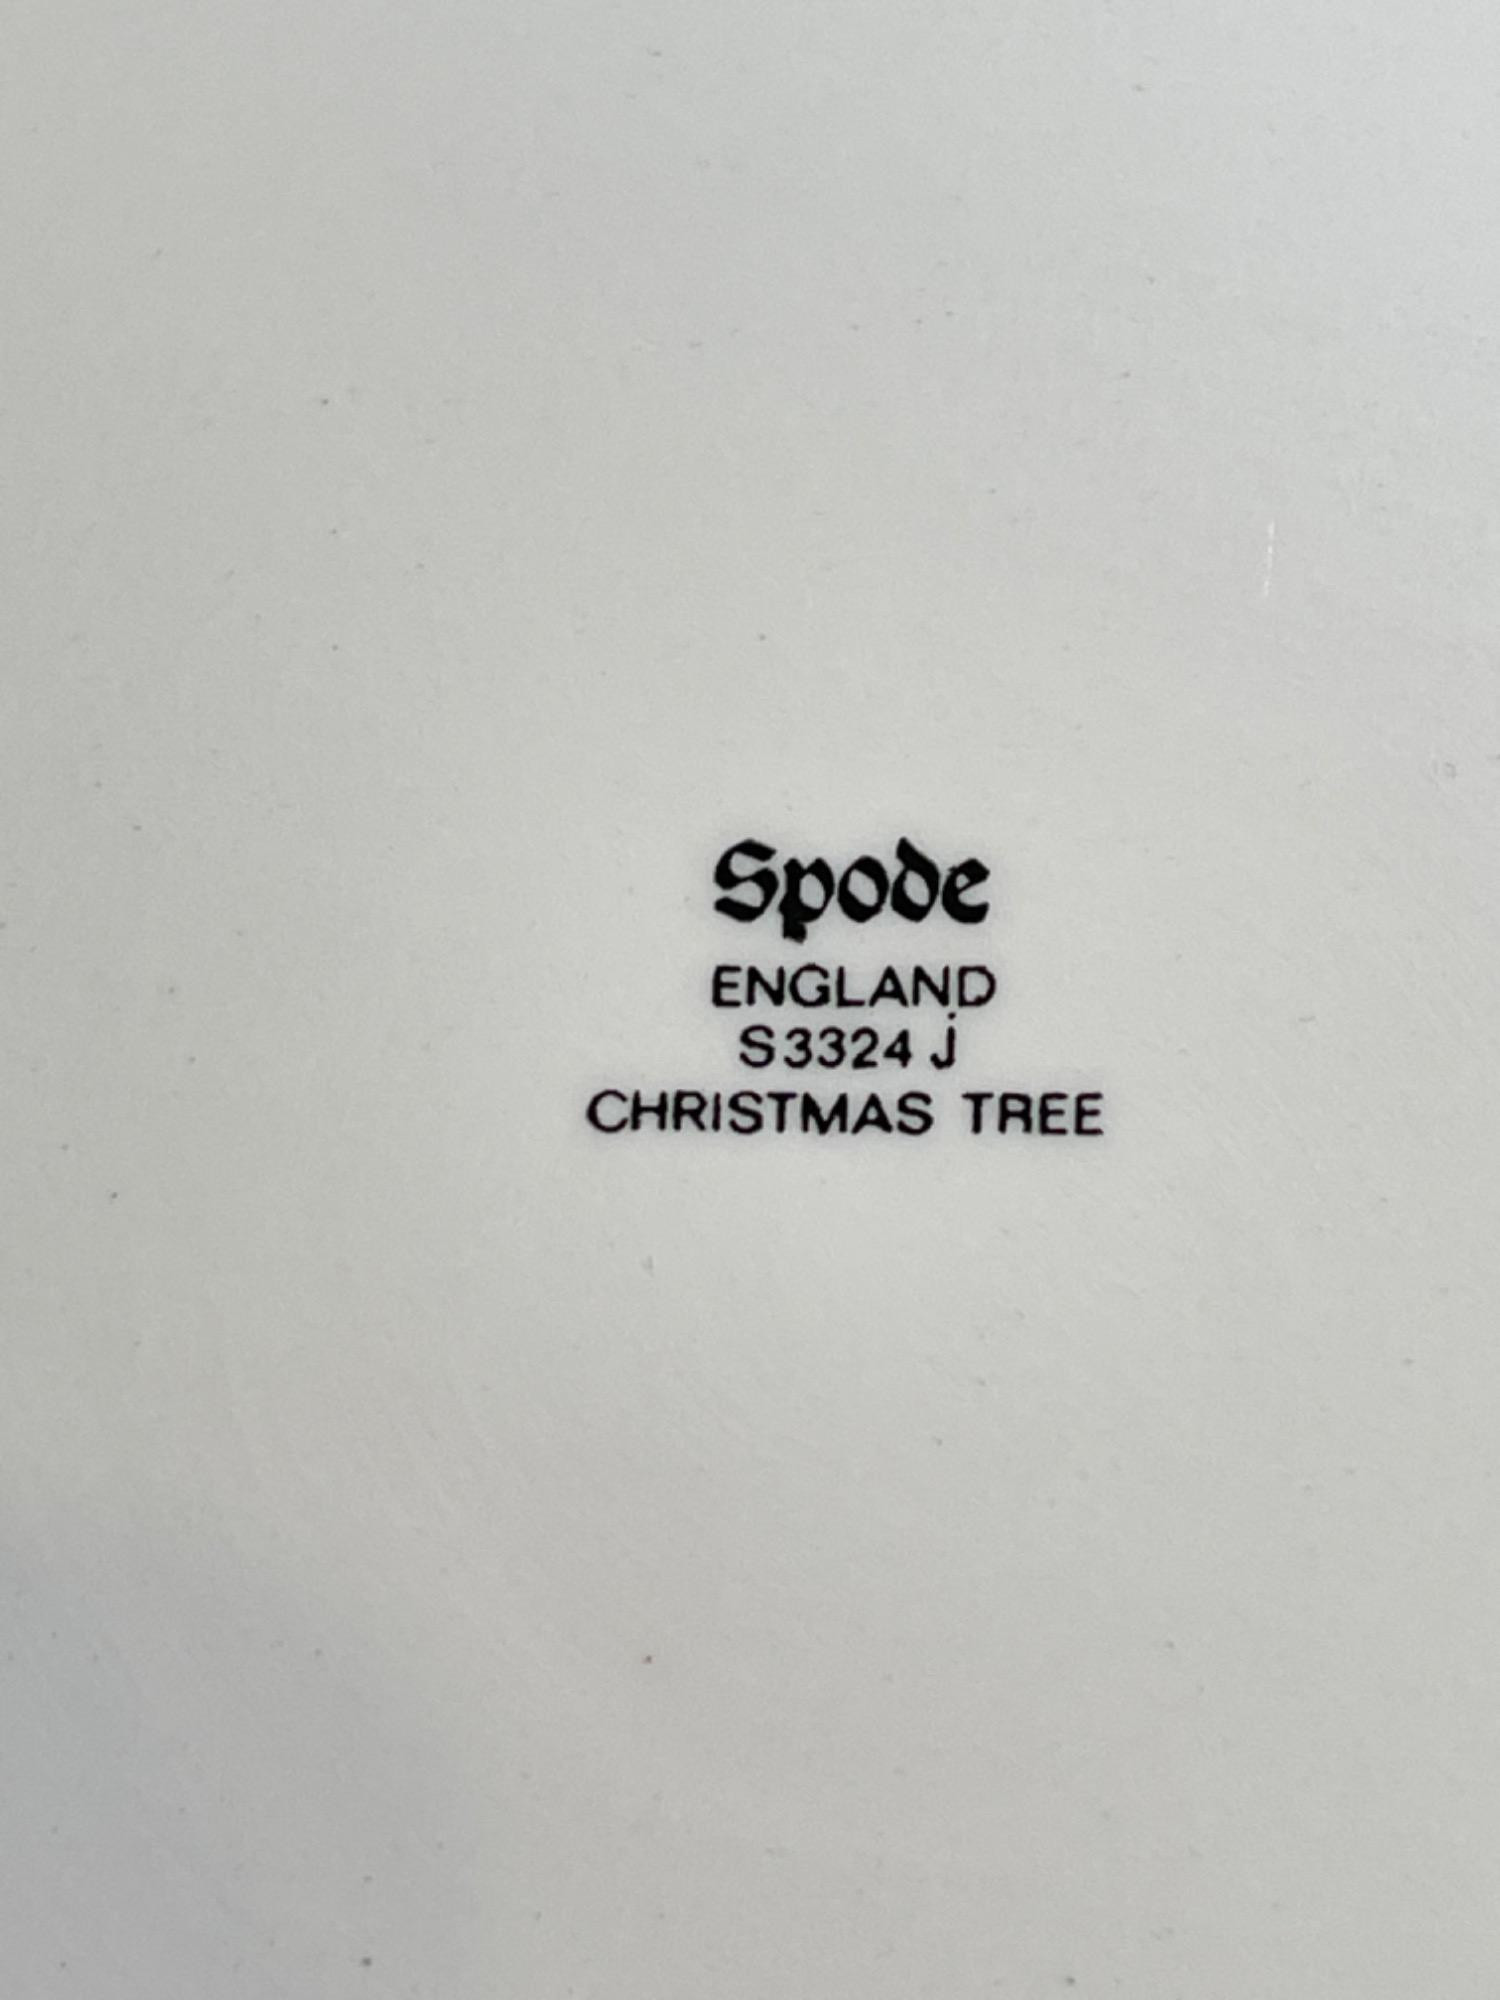 Spode
ENGLAND
S3324 j
CHRISTMAS TREE